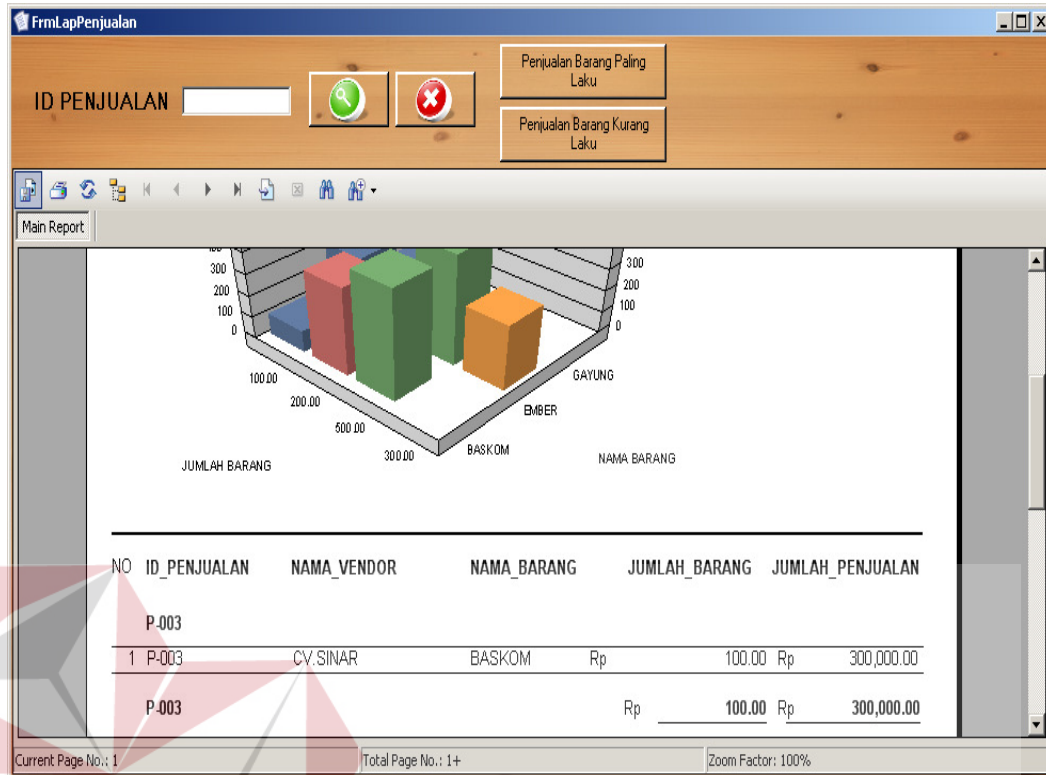 FrmLapPenjualan
ID PENJUALAN
Penjualan Barang Paling
Laku
Penjualan Barang Kurang
Laku
Main Report
300
200
100
0
300
200
100
0
100.00
200.00
500.00
300.00
GAYUNG
EMBER
BASKOM
JUMLAH BARANG
NAMA BARANG
NO ID_PENJUALAN NAMA_VENDOR NAMA_BARANG JUMLAH_BARANG JUMLAH_PENJUALAN
P-003
1 P-003 CV.SINAR BASKOM Rp 100.00 Rp 300,000.00
P-003 Rp 100.00 Rp 300,000.00
Current Page No.: 1 Total Page No.: 1+ Zoom Factor: 100%